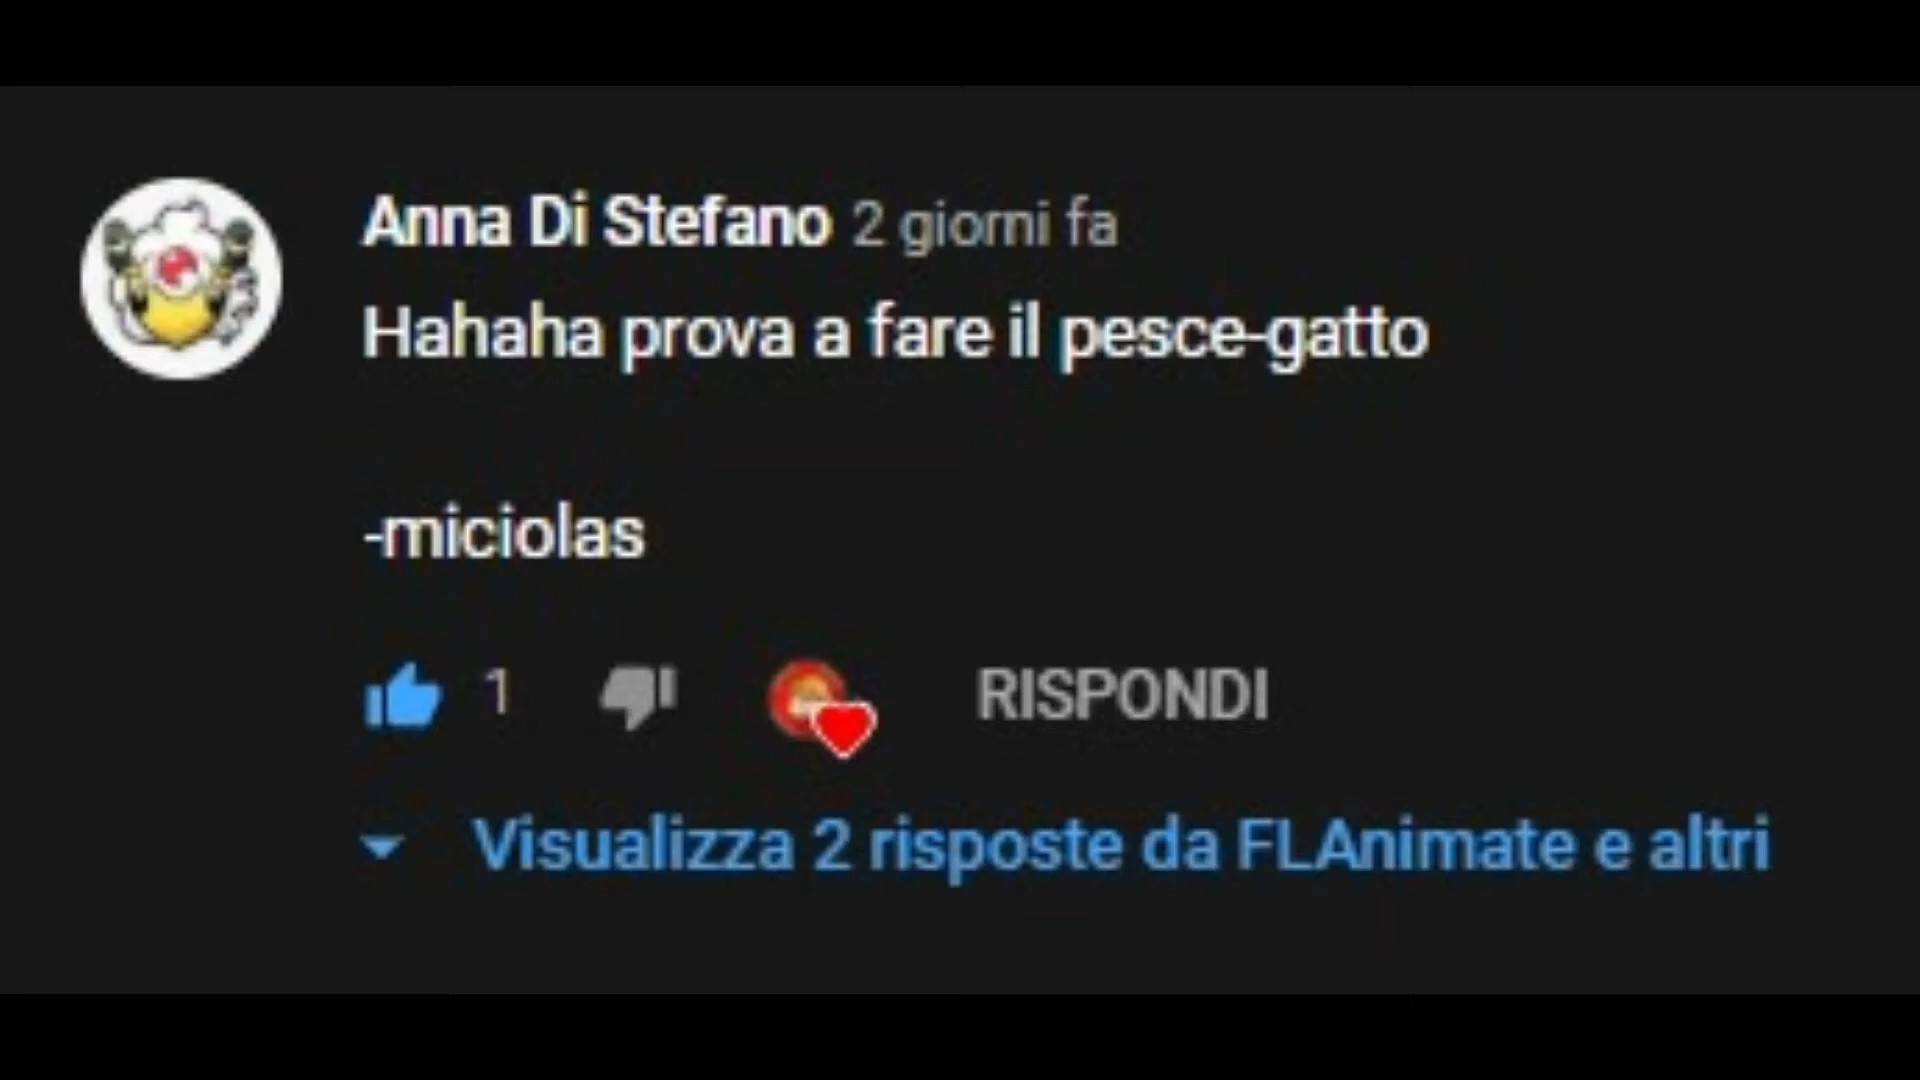 Anna Di Stefano 2 giorni fa
Hahaha prova a fare il pesce-gatto
-miciolas
1 RISPONDI
Visualizza 2 risposte da FLAnimate e altri